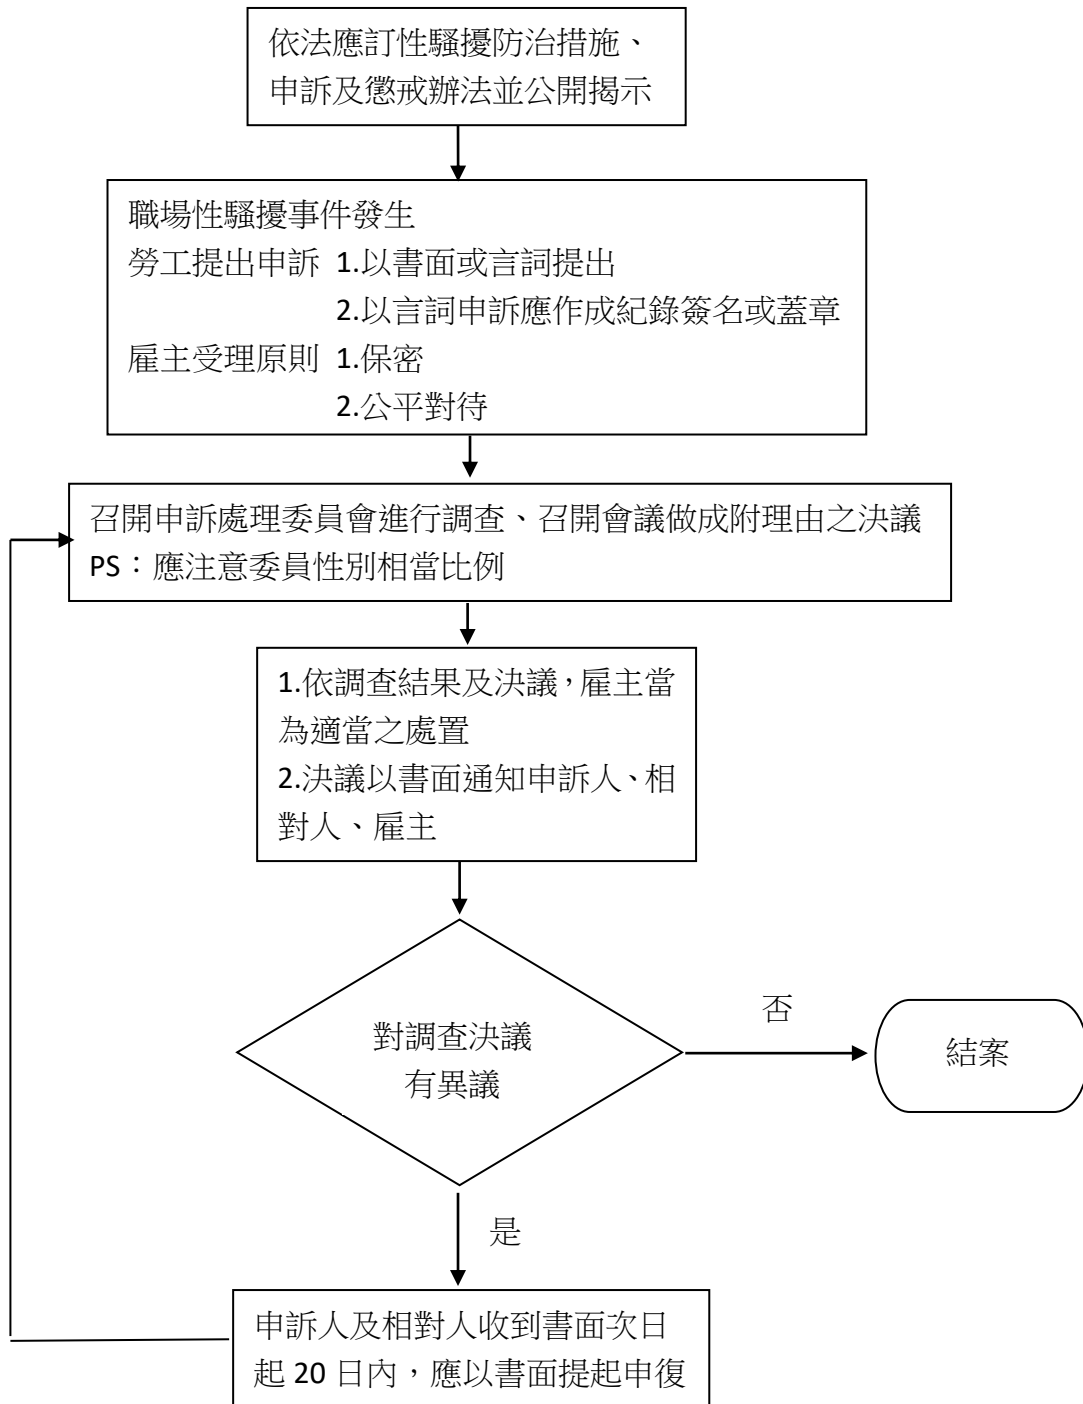 依法應訂性騷擾防治措施、
申訴及懲戒辦法並公開揭示
職場性騷擾事件發生
勞工提出申訴 1.以書面或言詞提出
2.以言詞申訴應作成紀錄簽名或蓋章
雇主受理原則 1.保密
2.公平對待
召開申訴處理委員會進行調查、召開會議做成附理由之決議
PS：應注意委員性別相當比例
1.依調查結果及決議，雇主當
為適當之處置
2.決議以書面通知申訴人、相
對人、雇主
對調查決議
有異議
否
結案
是
申訴人及相對人收到書面次日
起 20 日內，應以書面提起申復